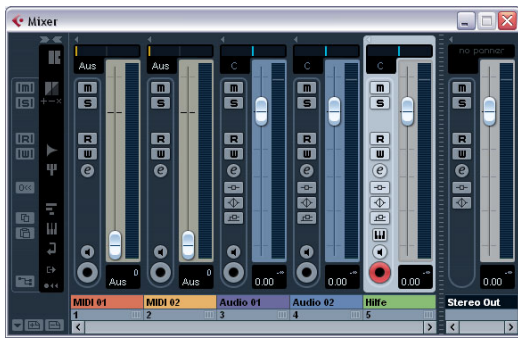 Mixer
no panner
Aus Aus C C C
m m m m m m
S S S S S S
[M]
[S]
R R R R R R
W W W W W W
[R]
[W]
e e e e e e
0 0 -∞ -∞ -∞ -∞
Aus Aus 0.00 0.00 0.00 0.00
MIDI 01 MIDI 02 Audio 01 Audio 02 Hilfe Stereo Out
1 2 3 4 5